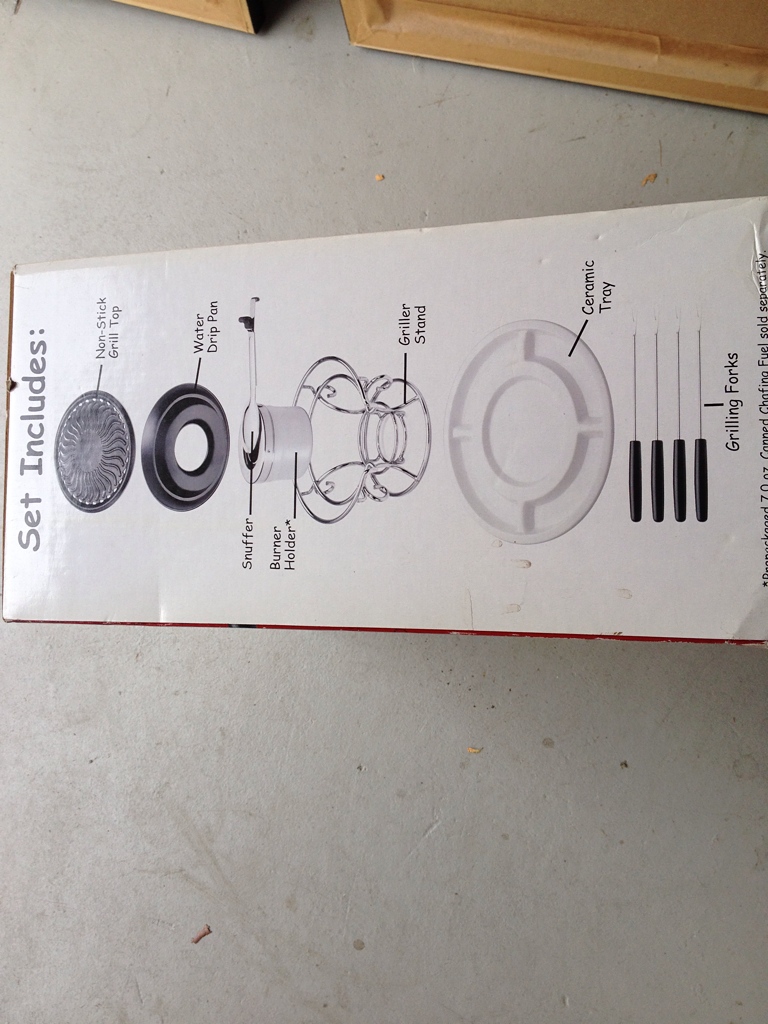 Set Includes:
Non-Stick
Grill Top
Water
Drip Pan
Snuffer
Burner
Holder*
Griller
Stand
Ceramic
Tray
Grilling Forks
*Prepackaged 7.0 oz. Canned Chafing Fuel sold separately.